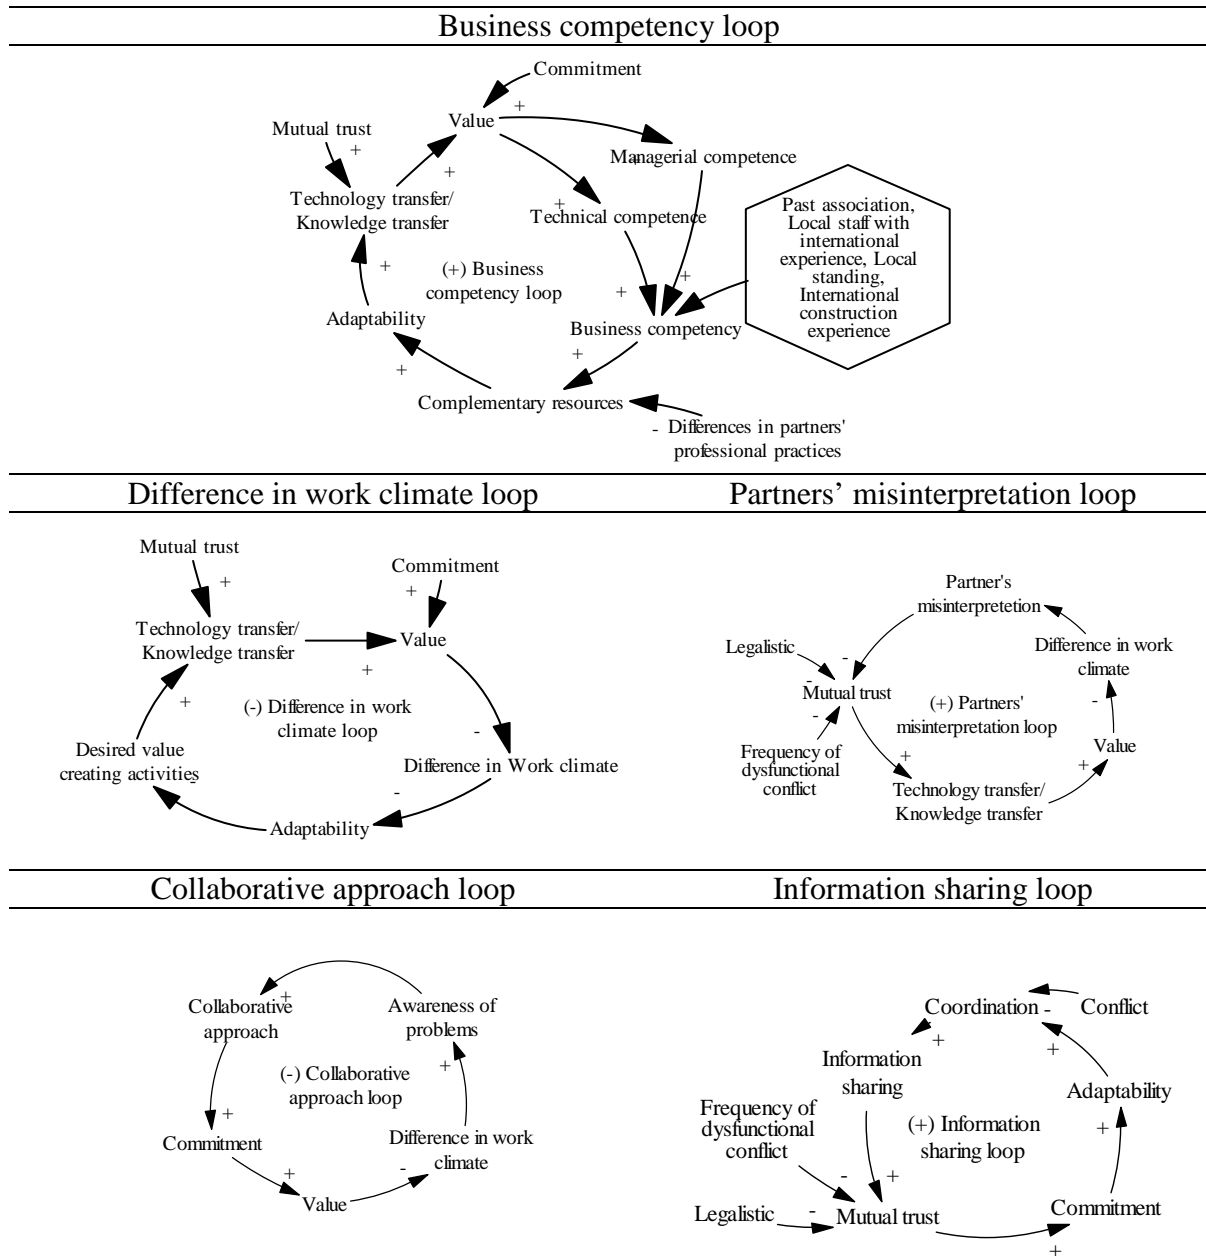 Business competency loop
Commitment
+
Value
Mutual trust
+
+
Managerial competence
+
Technology transfer/
Knowledge transfer
+
Technical competence
Past association,
Local staff with
international
experience, Local
standing,
International
construction
experience
+
(+) Business
competency loop
+
+
Adaptability
Business competency
+
+
Complementary resources
- Differences in partners'
professional practices
Difference in work climate loop
Mutual trust
+
Commitment
+
Technology transfer/
Knowledge transfer
Value
+
+
(-) Difference in work
climate loop
-
Desired value
creating activities
Difference in Work climate
-
-
Adaptability
Partners’ misinterpretation loop
Partner's
misinterpretetion
Legalistic
-
-
Difference in work
climate
Mutual trust
(+) Partners'
misinterpretation loop
-
-
Frequency of
dysfunctional
conflict
+
Value
+
Technology transfer/
Knowledge transfer
Collaborative approach loop
Collaborative
approach
+
Awareness of
problems
(-) Collaborative
approach loop
+
+
Commitment
Difference in work
climate
+
-
Value
Information sharing loop
Coordination
-
Conflict
+
+
Information
sharing
Adaptability
Frequency of
dysfunctional
conflict
(+) Information
sharing loop
+
-
+
Legalistic
-
Mutual trust
Commitment
+